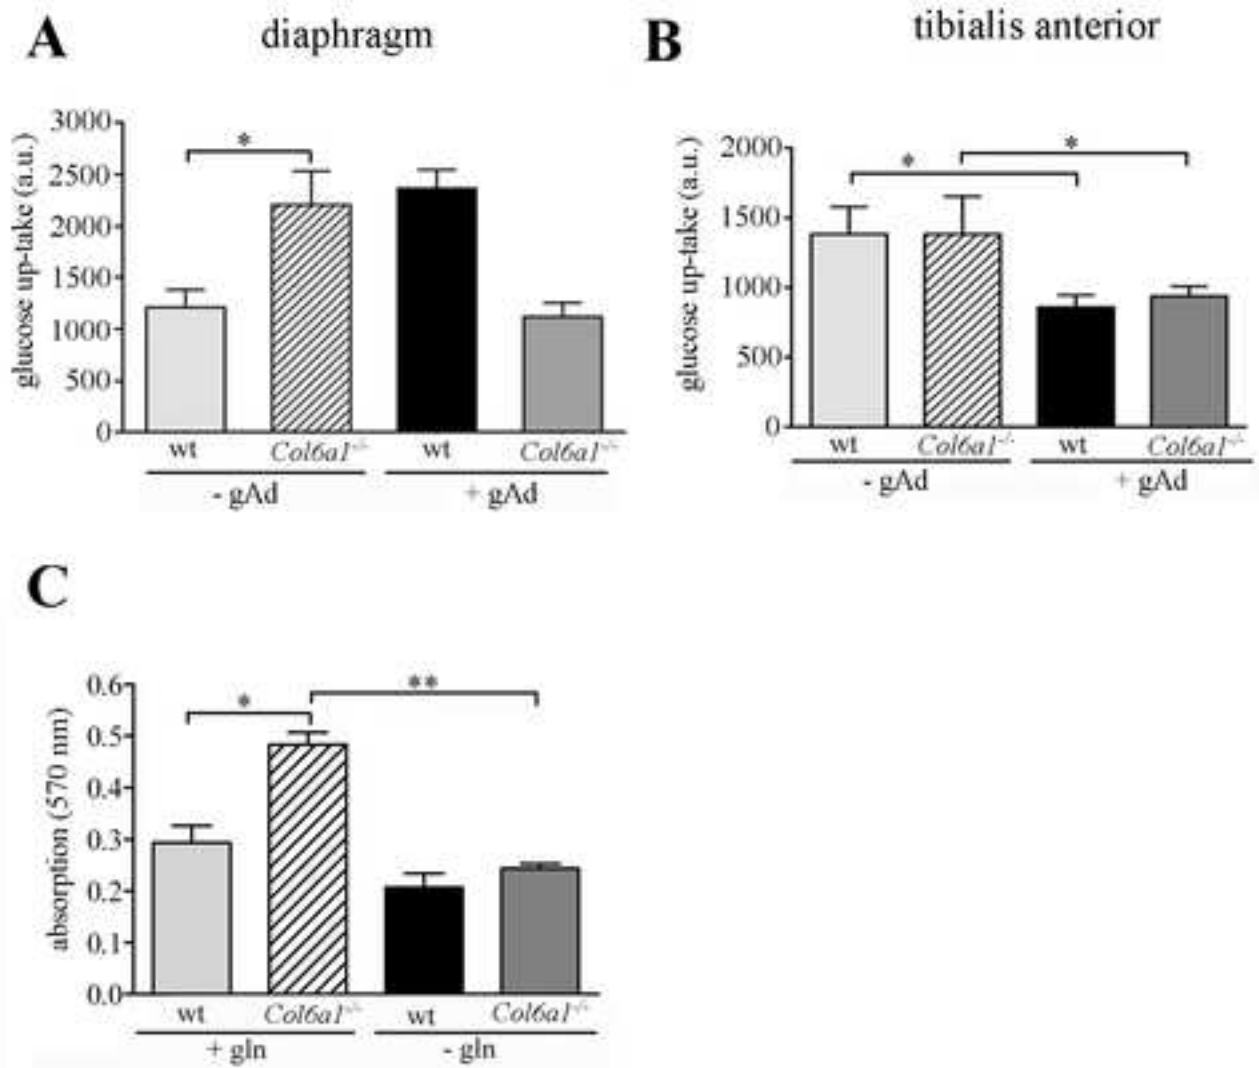 A
diaphragm
glucose up-take (a.u.)
3000
2500
2000
1500
1000
500
0
*
wt
Col6a1-/-
wt
Col6a1-/-
- gAd
+ gAd
B
tibialis anterior
glucose up-take (a.u.)
2000
1500
1000
500
0
*
*
wt
Col6a1-/-
wt
Col6a1-/-
- gAd
+ gAd
C
absorption (570 nm)
0.6
0.5
0.4
0.3
0.2
0.1
0.0
*
**
wt
Col6a1-/-
wt
Col6a1-/-
+ gln
- gln